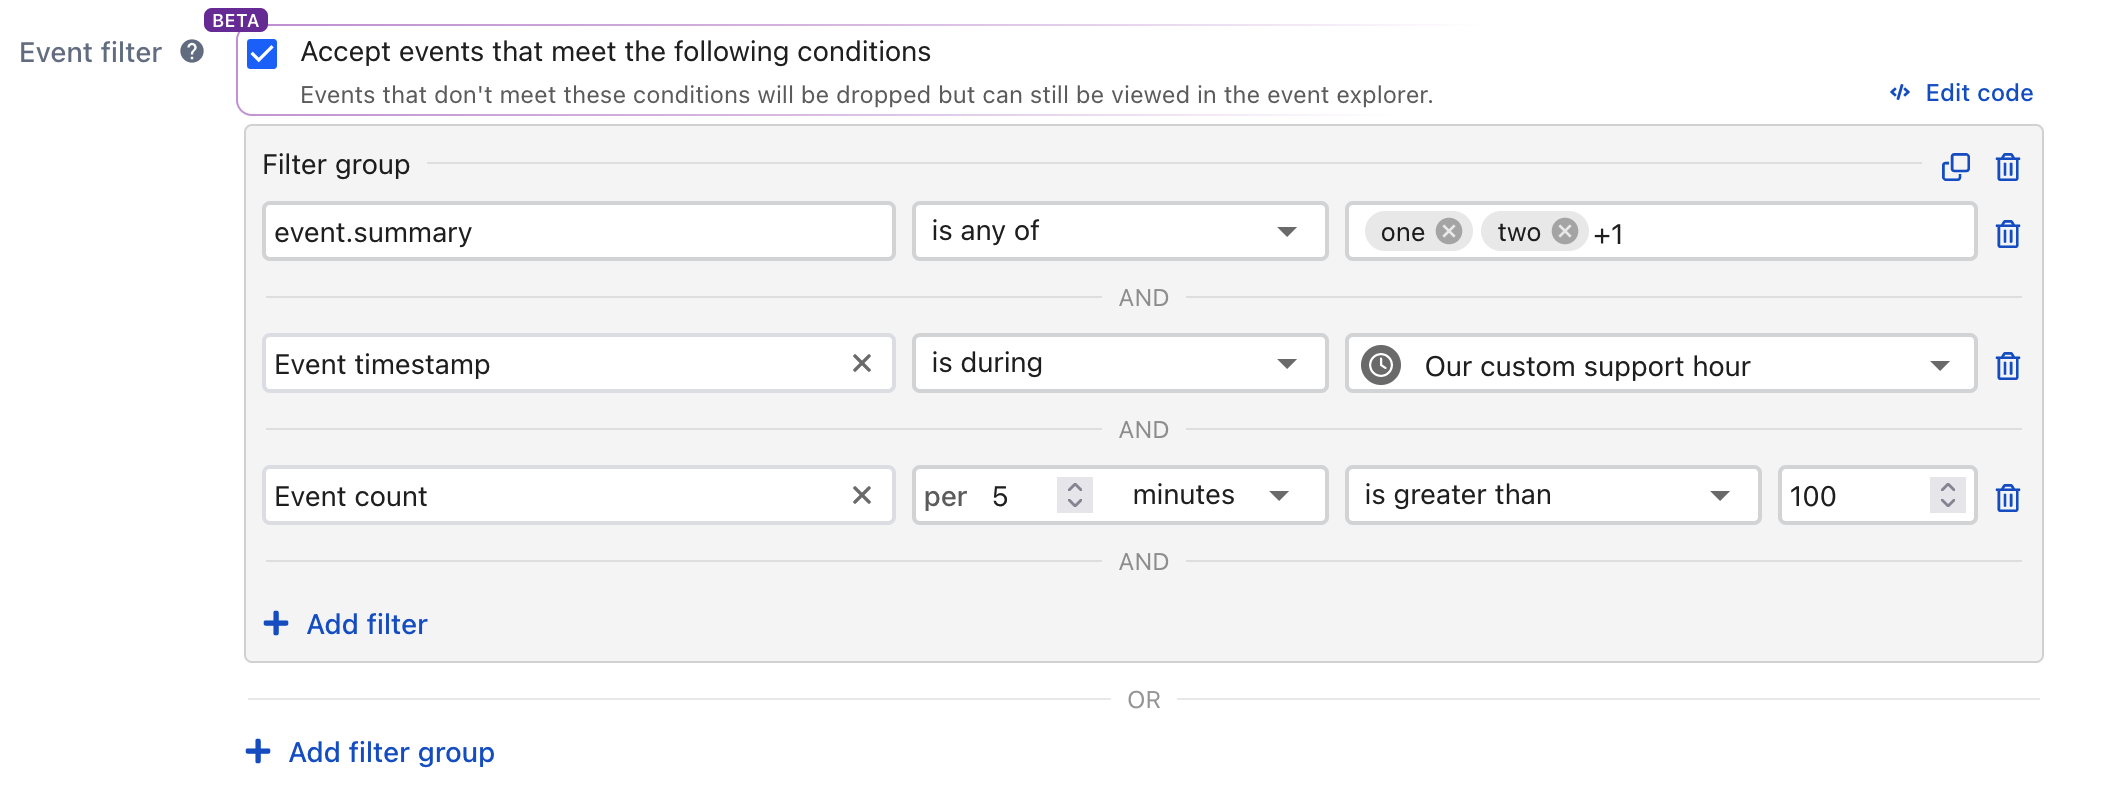 BETA
Event filter
Accept events that meet the following conditions
Events that don't meet these conditions will be dropped but can still be viewed in the event explorer.
Edit code
Filter group
event.summary is any of one two +1
AND
Event timestamp is during Our custom support hour
AND
Event count per 5 minutes is greater than 100
AND
Add filter
OR
Add filter group